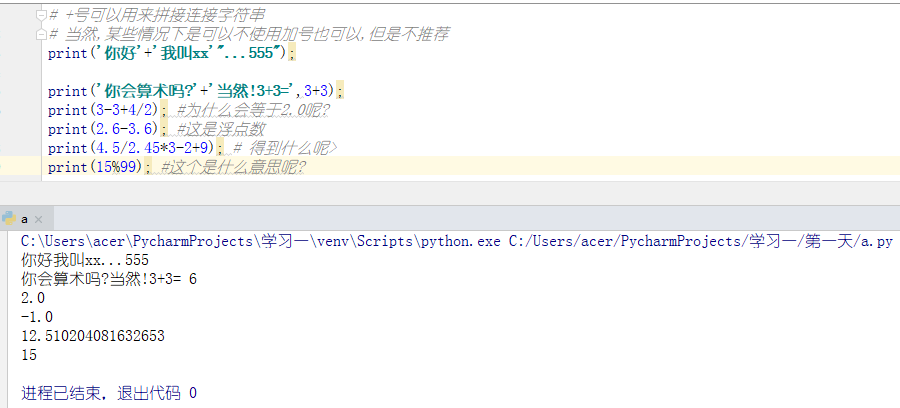 # +号可以用来拼接连接字符串
# 当然,某些情况下是可以不使用加号也可以,但是不推荐
print('你好'+'我叫xx'"...555");
print('你会算术吗?'+'当然!3+3=',3+3);
print(3-3+4/2); #为什么会等于2.0呢?
print(2.6-3.6); #这是浮点数
print(4.5/2.45*3-2+9); # 得到什么呢>
print(15%99); #这个是什么意思呢?
a
C:\Users\acer\PycharmProjects\学习一\venv\Scripts\python.exe C:/Users/acer/PycharmProjects/学习一/第一天/a.py
你好我叫xx...555
你会算术吗?当然!3+3= 6
2.0
-1.0
12.510204081632653
15
进程已结束，退出代码 0